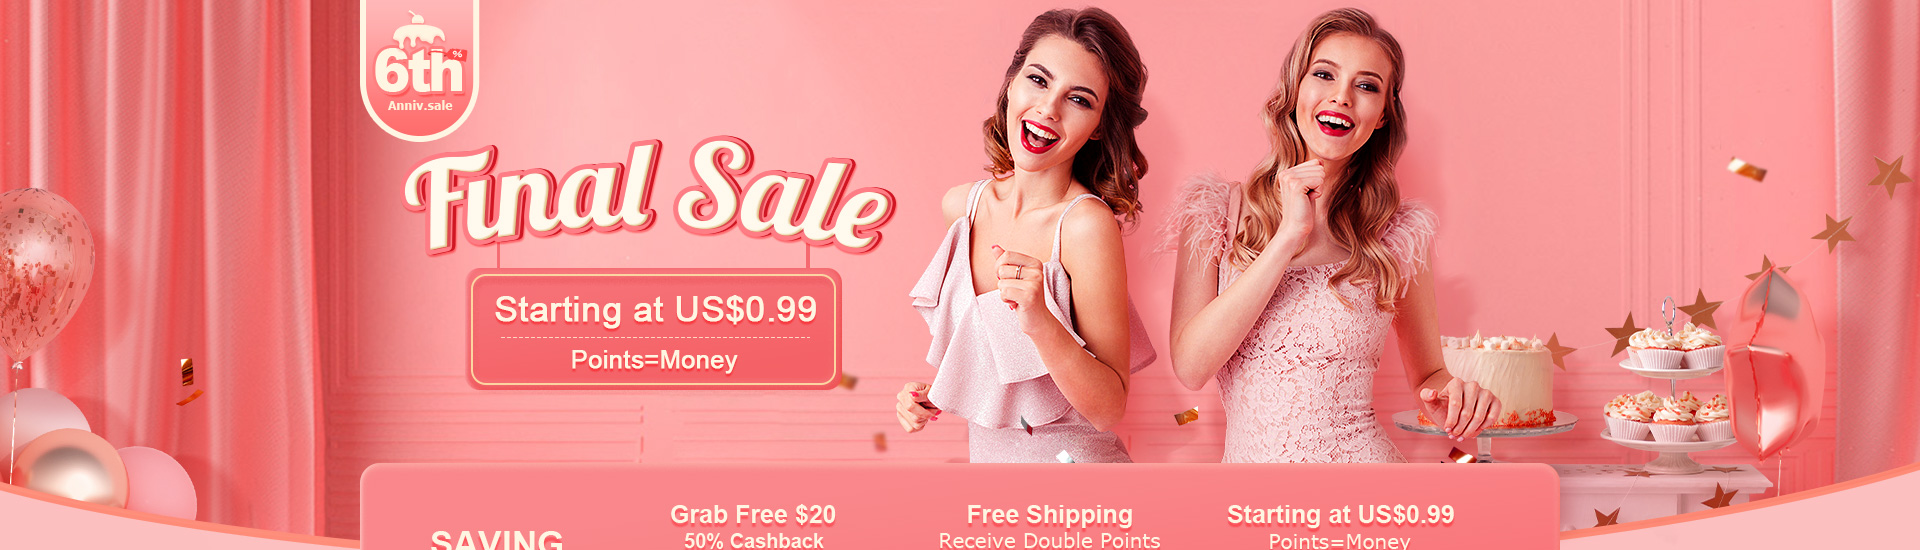 6th %
Anniv.sale
Final Sale
Starting at US$0.99
Points=Money
SAVING
Grab Free $20
50% Cashback
Free Shipping
Receive Double Points
Starting at US$0.99
Points=Money